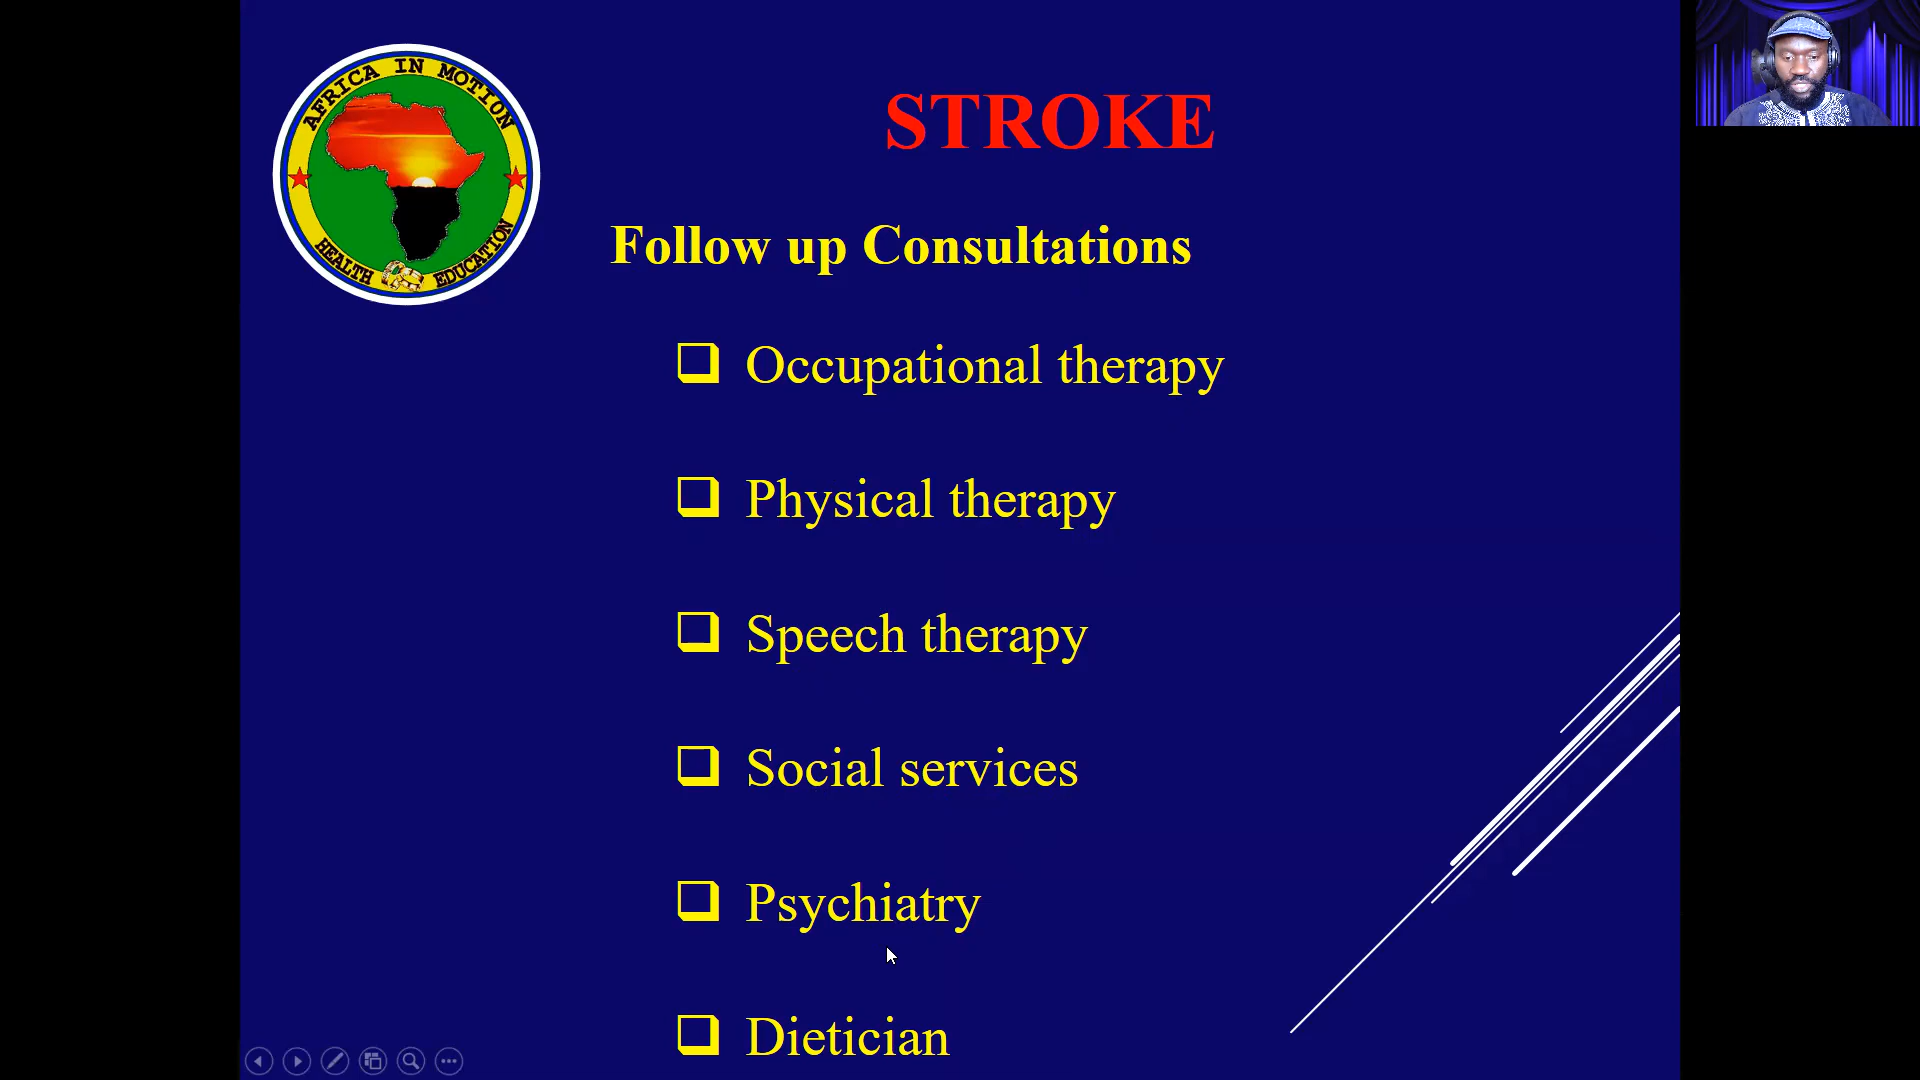 AFRICA IN MOTION
HEALTH EDUCATION
STROKE
Follow up Consultations
Occupational therapy
Physical therapy
Speech therapy
Social services
Psychiatry
Dietician